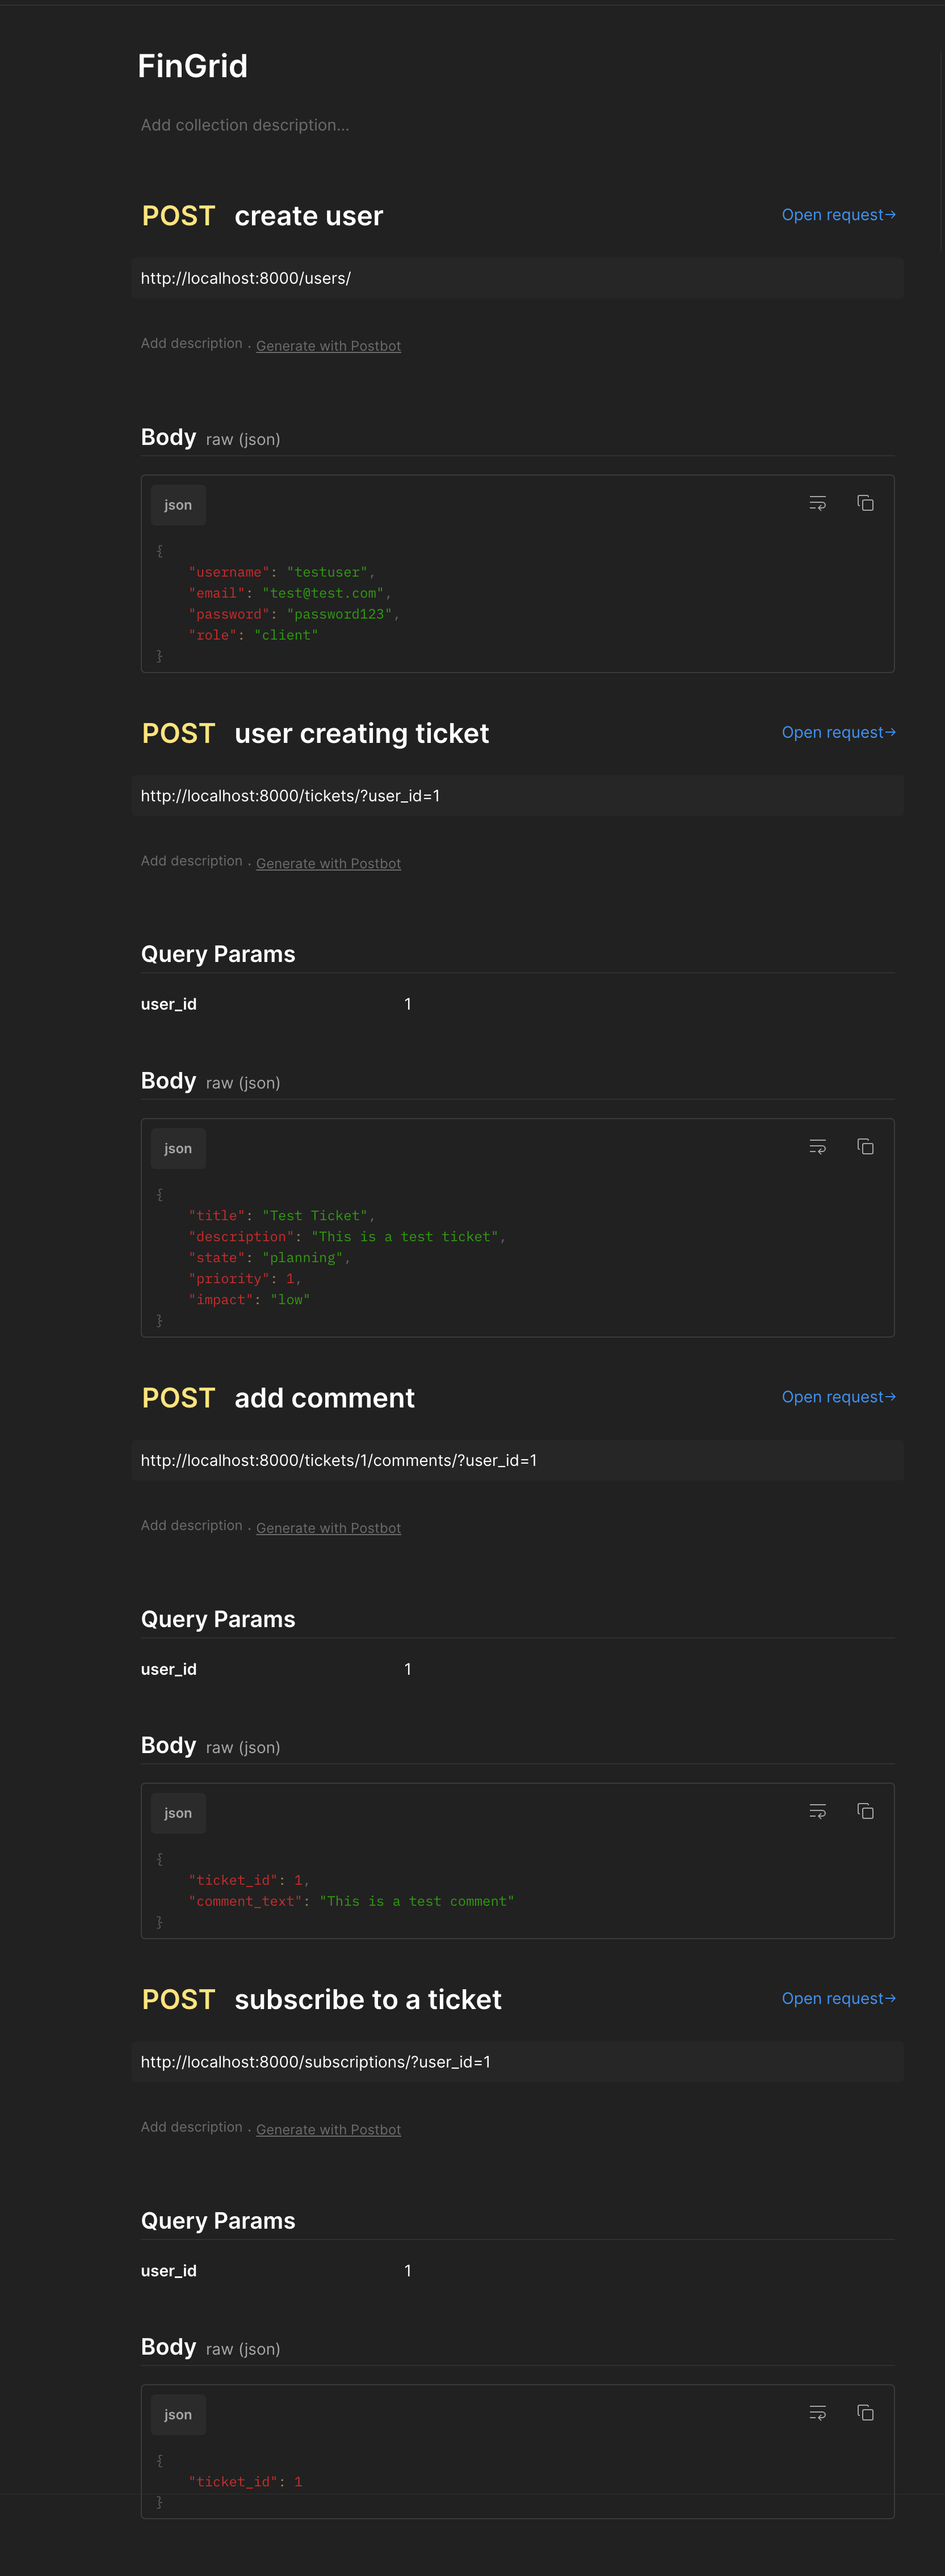 FinGrid
Add collection description...
POST create user Open request→
http://localhost:8000/users/
Add description . Generate with Postbot
Body raw (json)
json
{
    "username": "testuser",
    "email": "test@test.com",
    "password": "password123",
    "role": "client"
}
POST user creating ticket Open request→
http://localhost:8000/tickets/?user_id=1
Add description . Generate with Postbot
Query Params
user_id 1
Body raw (json)
json
{
    "title": "Test Ticket",
    "description": "This is a test ticket",
    "state": "planning",
    "priority": 1,
    "impact": "low"
}
POST add comment Open request→
http://localhost:8000/tickets/1/comments/?user_id=1
Add description . Generate with Postbot
Query Params
user_id 1
Body raw (json)
json
{
    "ticket_id": 1,
    "comment_text": "This is a test comment"
}
POST subscribe to a ticket Open request→
http://localhost:8000/subscriptions/?user_id=1
Add description . Generate with Postbot
Query Params
user_id 1
Body raw (json)
json
{
    "ticket_id": 1
}